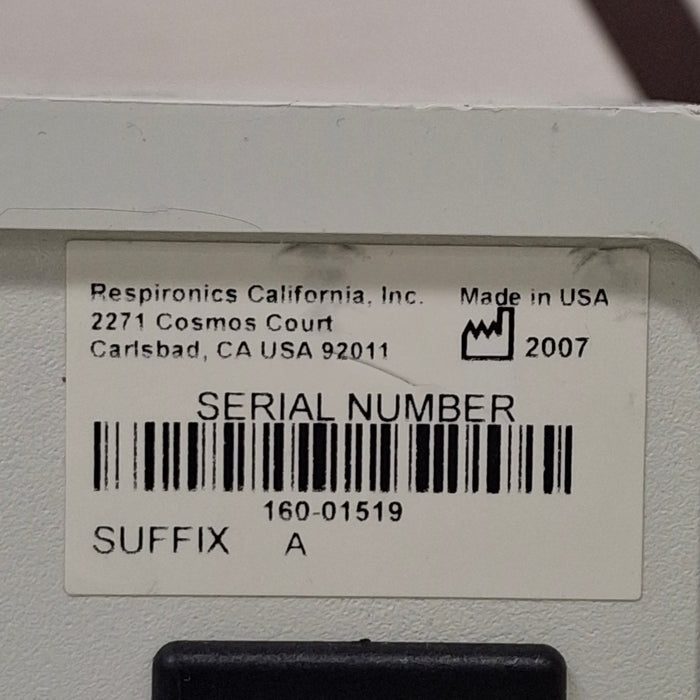 Respironics California, Inc. Made in USA
2271 Cosmos Court
Carlsbad, CA USA 92011 2007
SERIAL NUMBER
160-01519
SUFFIX A